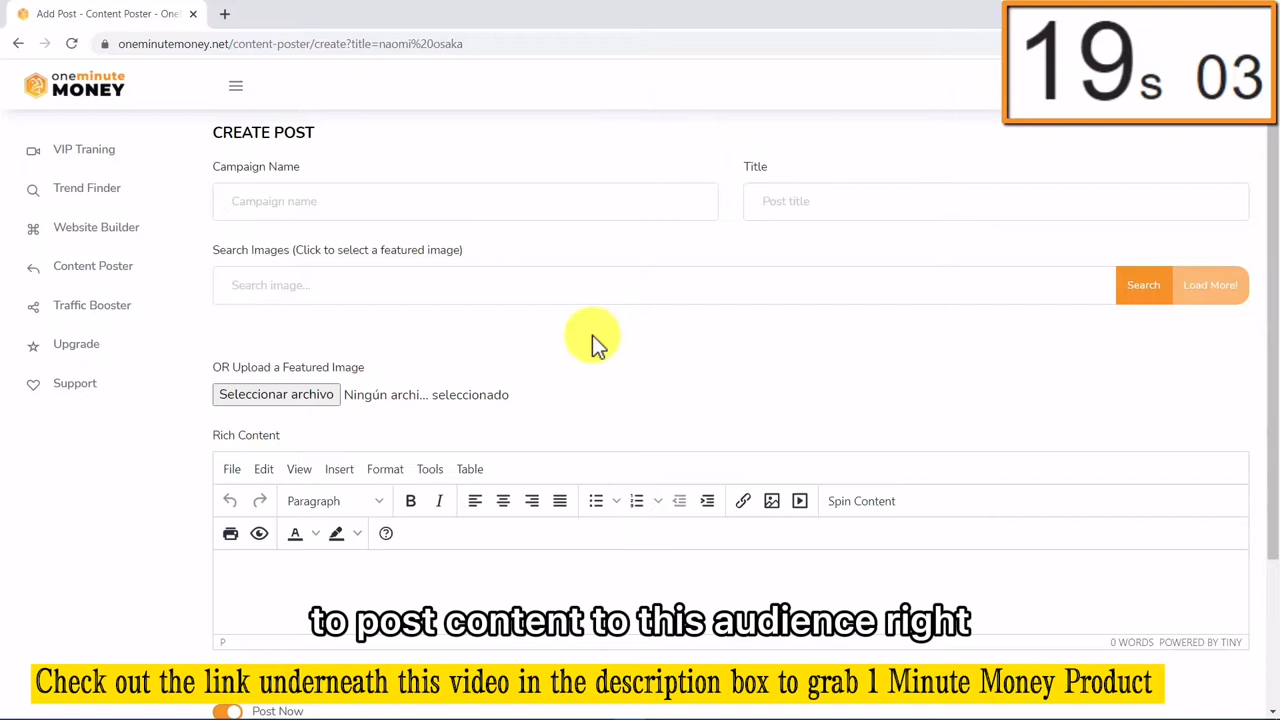 Add Post - Content Poster - One
oneminutemoney.net/content-poster/create?title=naomi%20osaka
19s 03
oneminute
MONEY
VIP Traning
Trend Finder
Website Builder
Content Poster
Traffic Booster
Upgrade
Support
CREATE POST
Campaign Name
Title
Campaign name
Post title
Search Images (Click to select a featured image)
Search image...
Search
Load More!
OR Upload a Featured Image
Seleccionar archivo
Ningún archi... seleccionado
Rich Content
File Edit View Insert Format Tools Table
Paragraph
B I
Spin Content
A
to post content to this audience right
P
0 WORDS POWERED BY TINY
Check out the link underneath this video in the description box to grab 1 Minute Money Product
Post Now